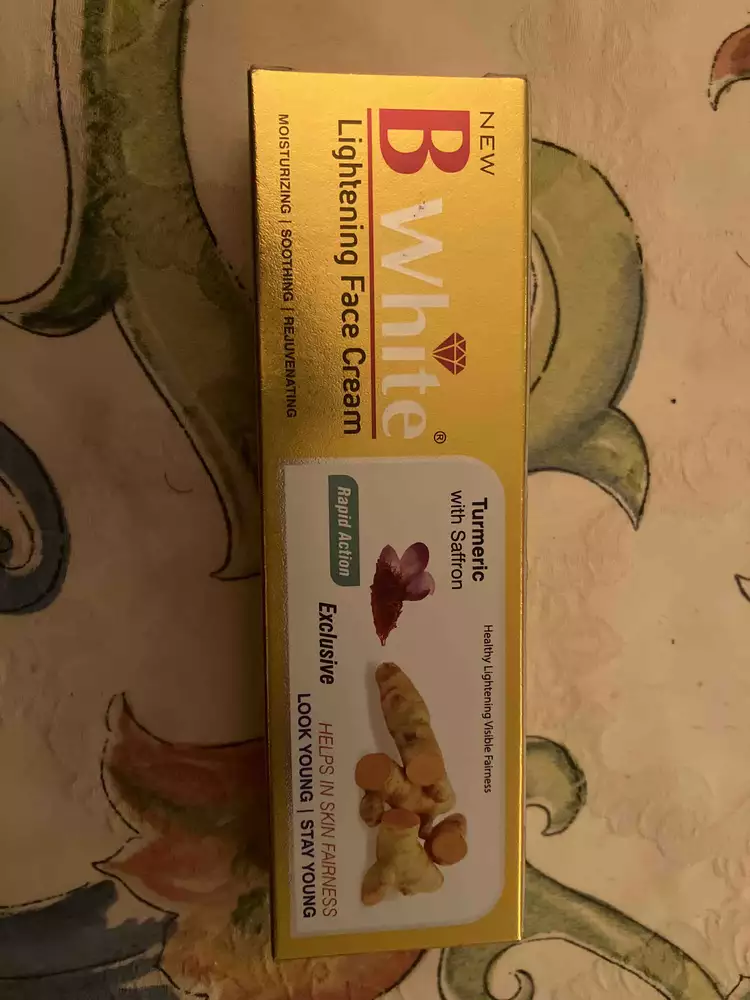 NEW
B White®
Lightening Face Cream
MOISTURIZING | SOOTHING | REJUVENATING
Turmeric
with Saffron
Healthy Lightening Visible Fairness
Rapid Action
Exclusive
HELPS IN SKIN FAIRNESS
LOOK YOUNG | STAY YOUNG